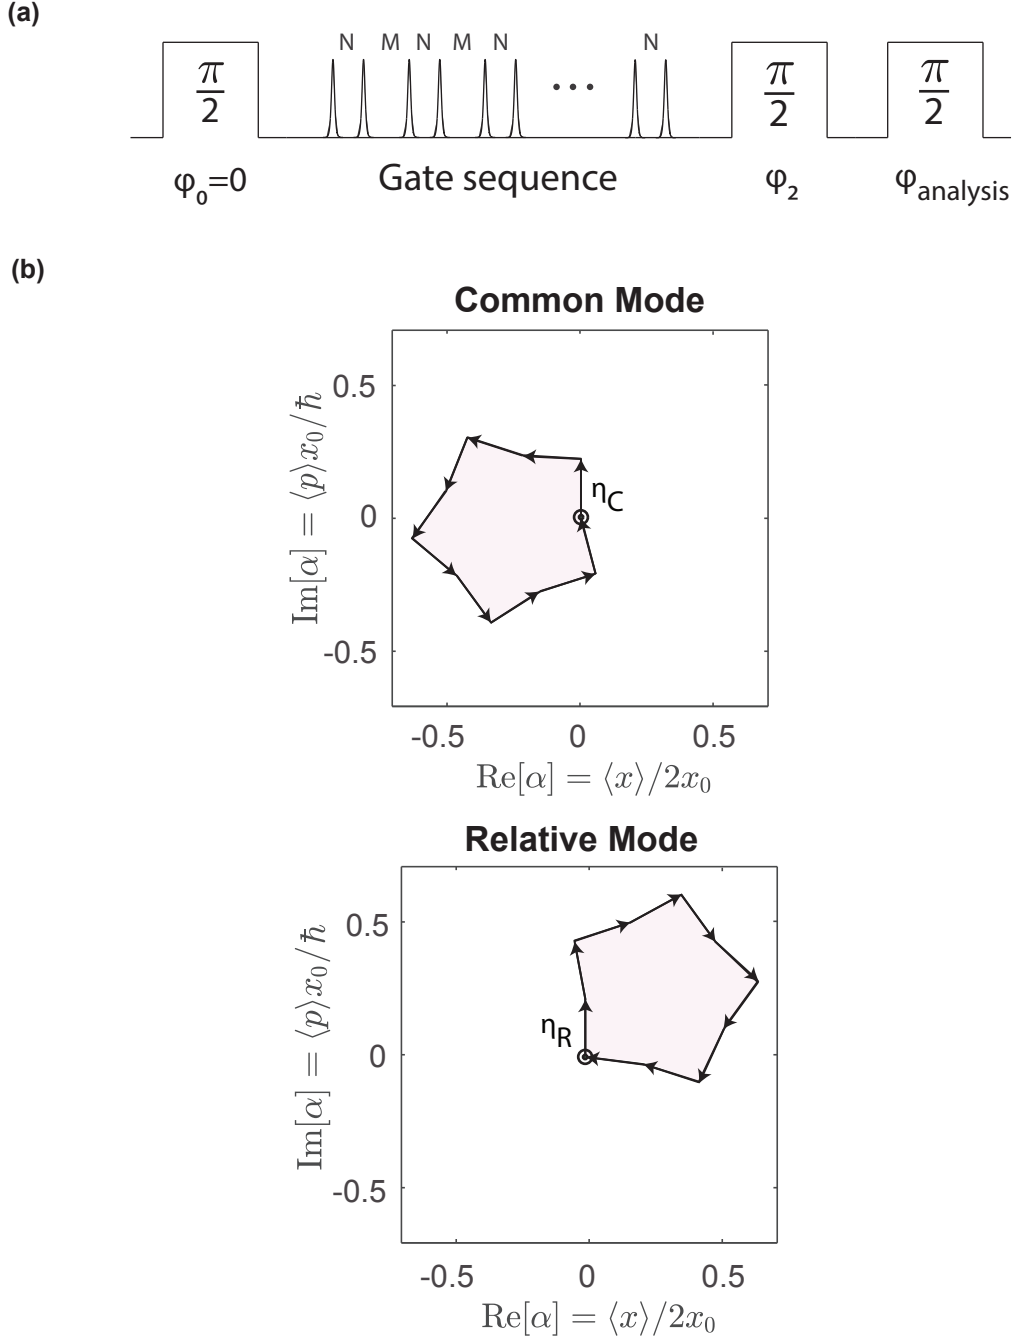 (a)
N M N M N N
π/2 • • • π/2 π/2
φ₀=0 Gate sequence φ₂ φ_analysis
(b)
Common Mode
0.5
0
-0.5
Im[α] = ⟨p⟩x₀/ħ
η_C
-0.5 0 0.5
Re[α] = ⟨x⟩/2x₀
Relative Mode
0.5
0
-0.5
Im[α] = ⟨p⟩x₀/ħ
η_R
-0.5 0 0.5
Re[α] = ⟨x⟩/2x₀